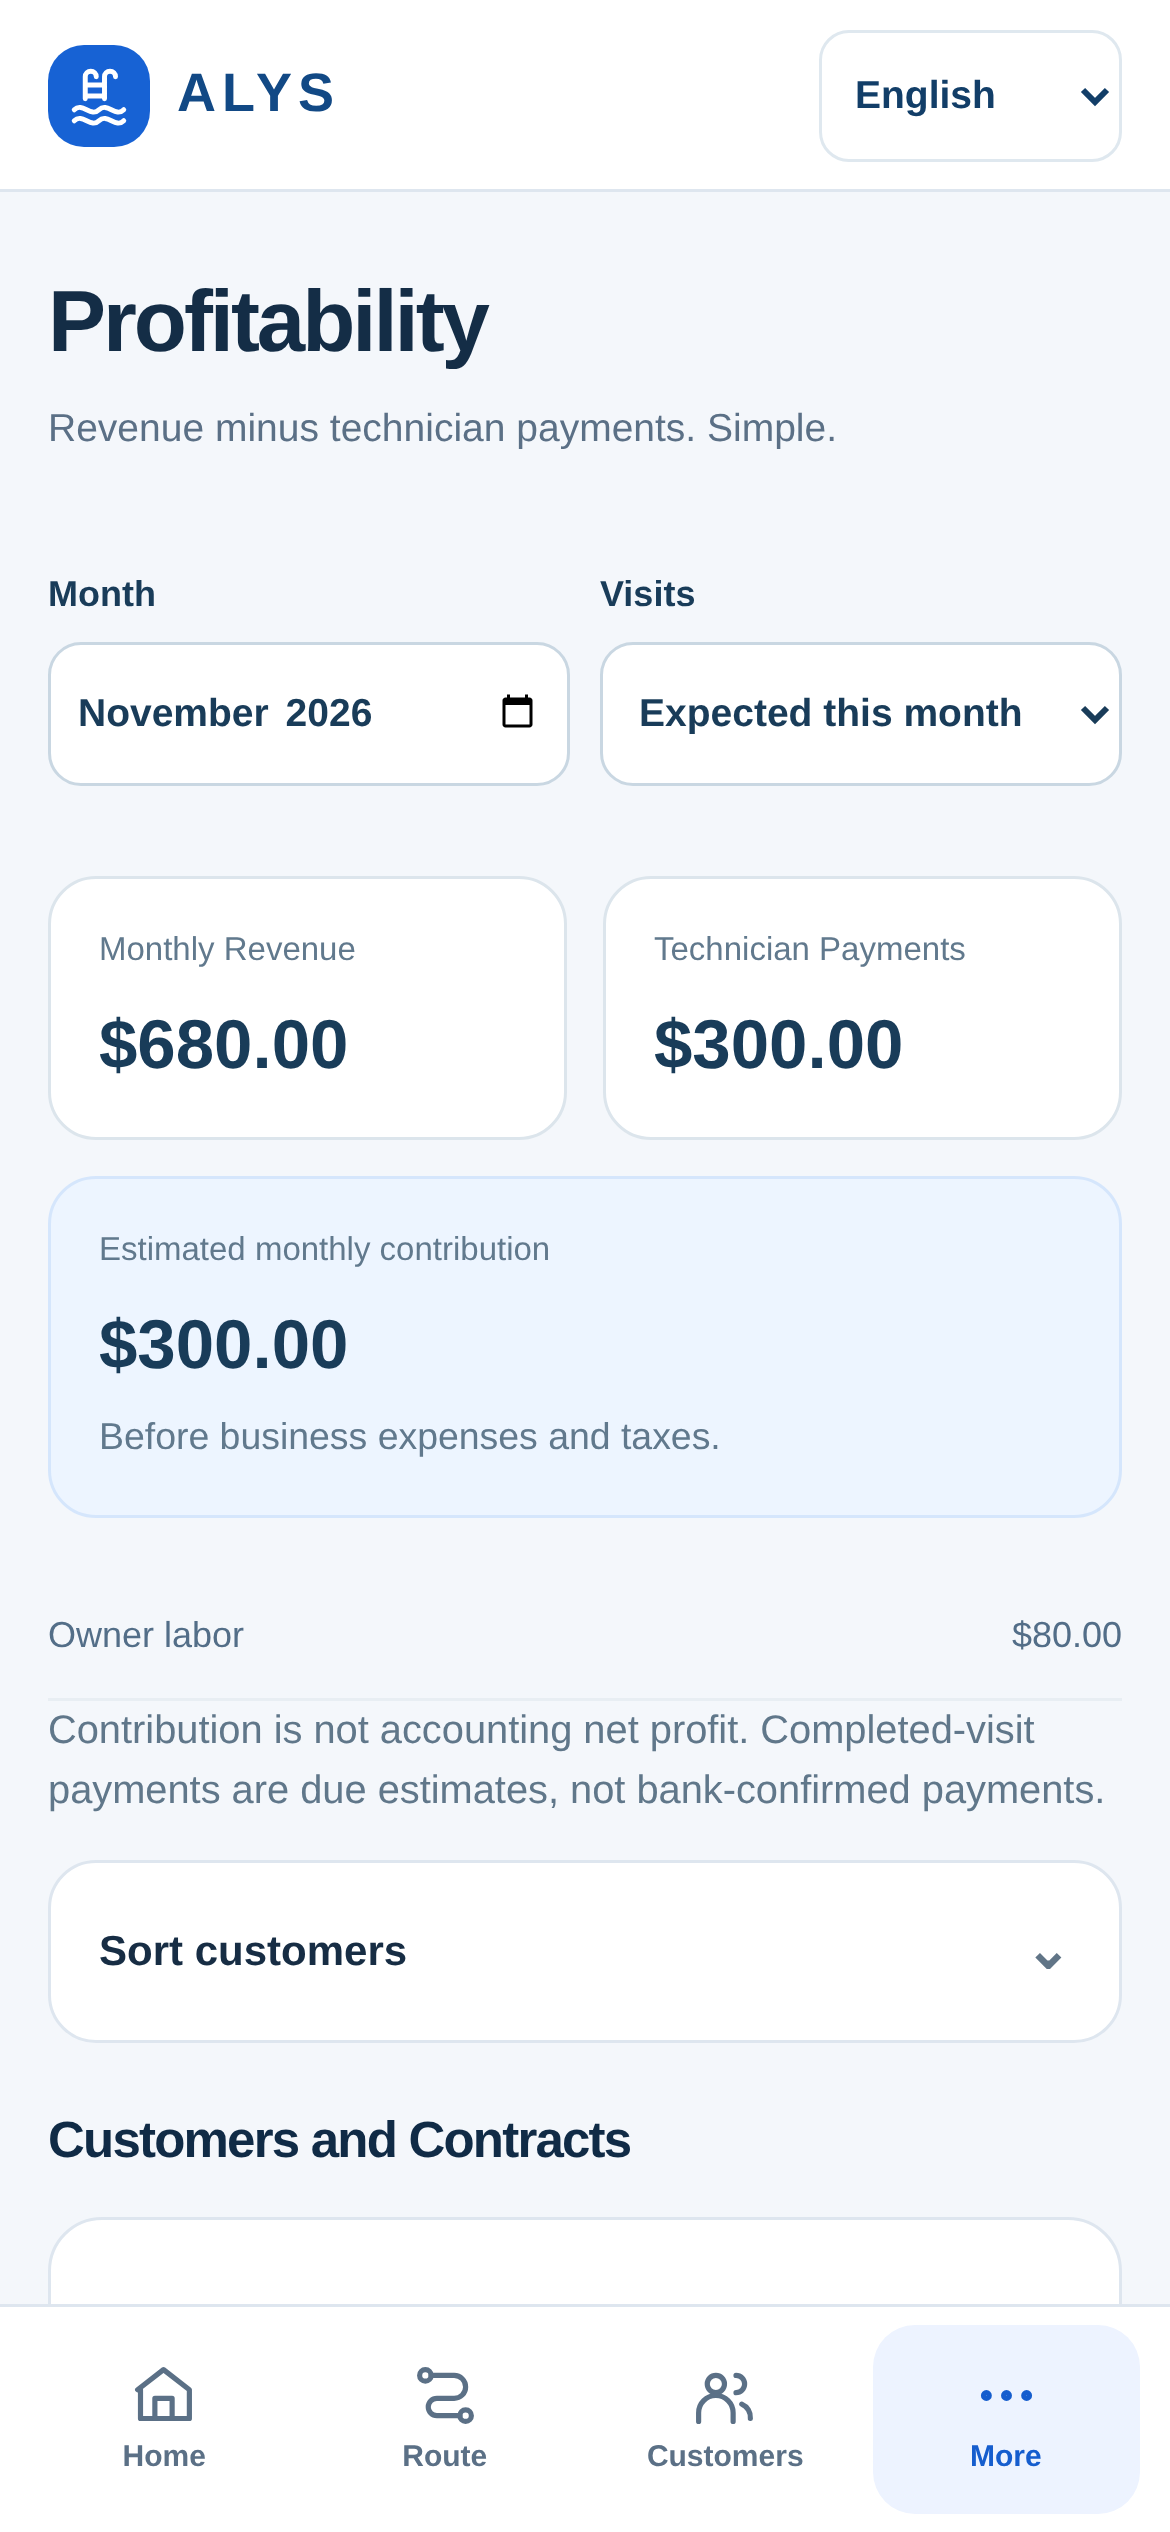 ALYS
English
Profitability
Revenue minus technician payments. Simple.
Month
Visits
November 2026
Expected this month
Monthly Revenue
Technician Payments
$680.00
$300.00
Estimated monthly contribution
$300.00
Before business expenses and taxes.
Owner labor
$80.00
Contribution is not accounting net profit. Completed-visit
payments are due estimates, not bank-confirmed payments.
Sort customers
Customers and Contracts
Home
Route
Customers
More